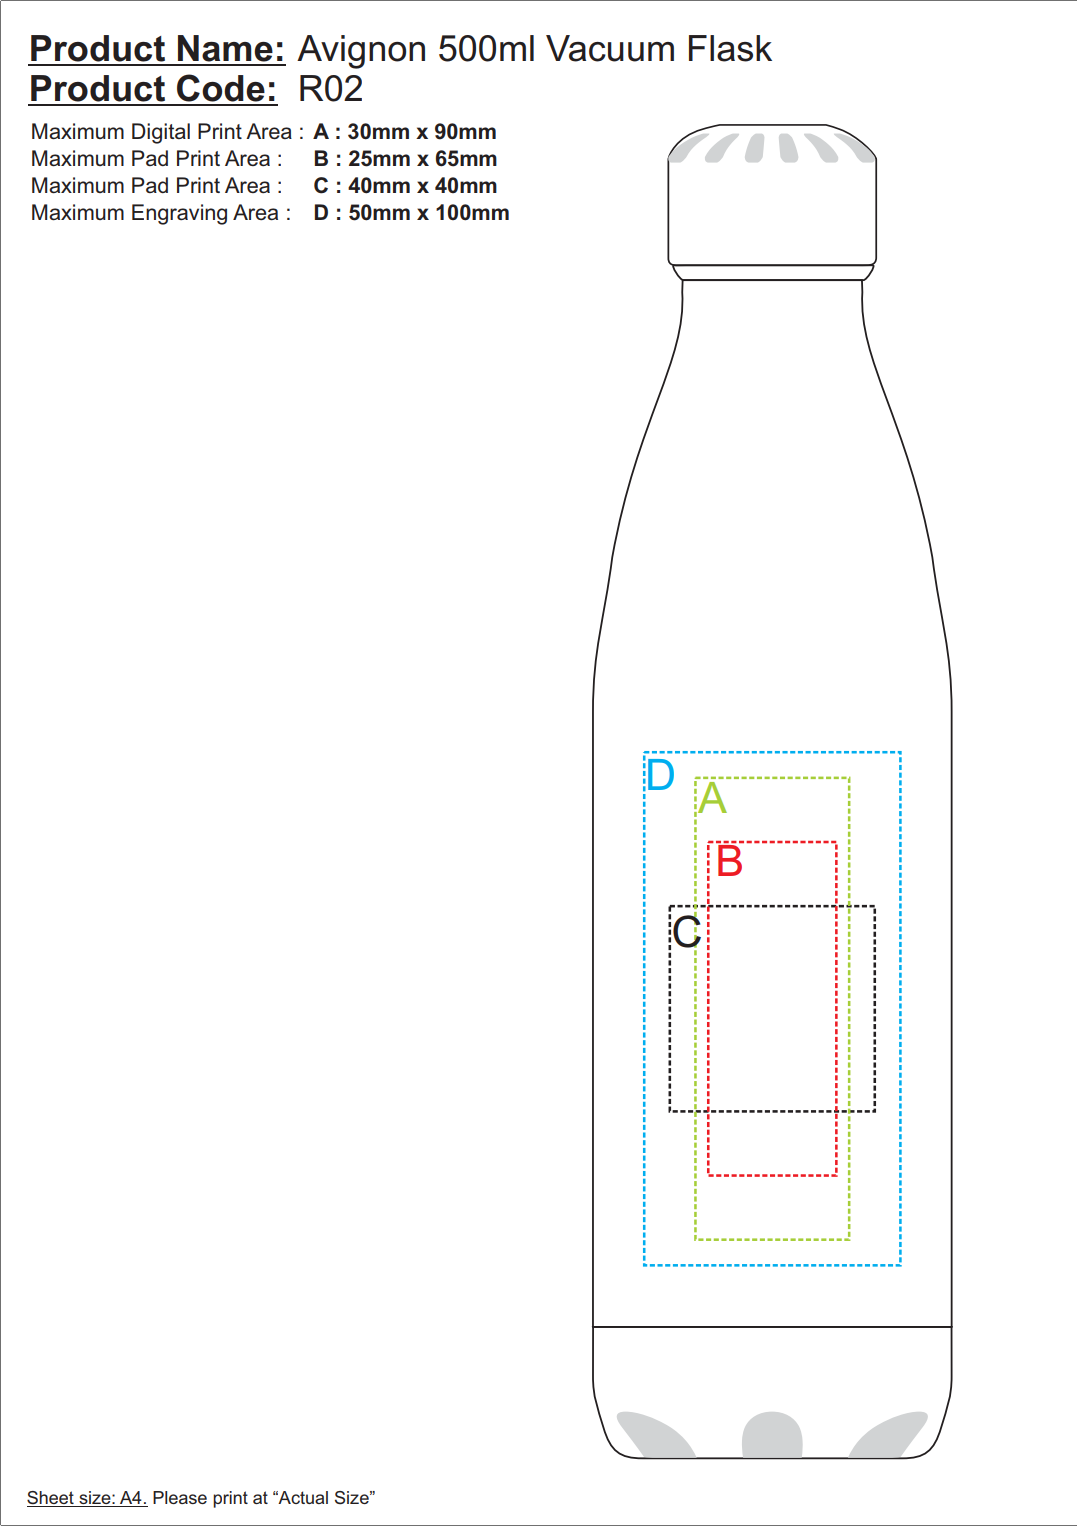 Product Name: Avignon 500ml Vacuum Flask
Product Code: R02
Maximum Digital Print Area : A : 30mm x 90mm
Maximum Pad Print Area : B : 25mm x 65mm
Maximum Pad Print Area : C : 40mm x 40mm
Maximum Engraving Area : D : 50mm x 100mm
D
A
B
C
Sheet size: A4. Please print at “Actual Size”